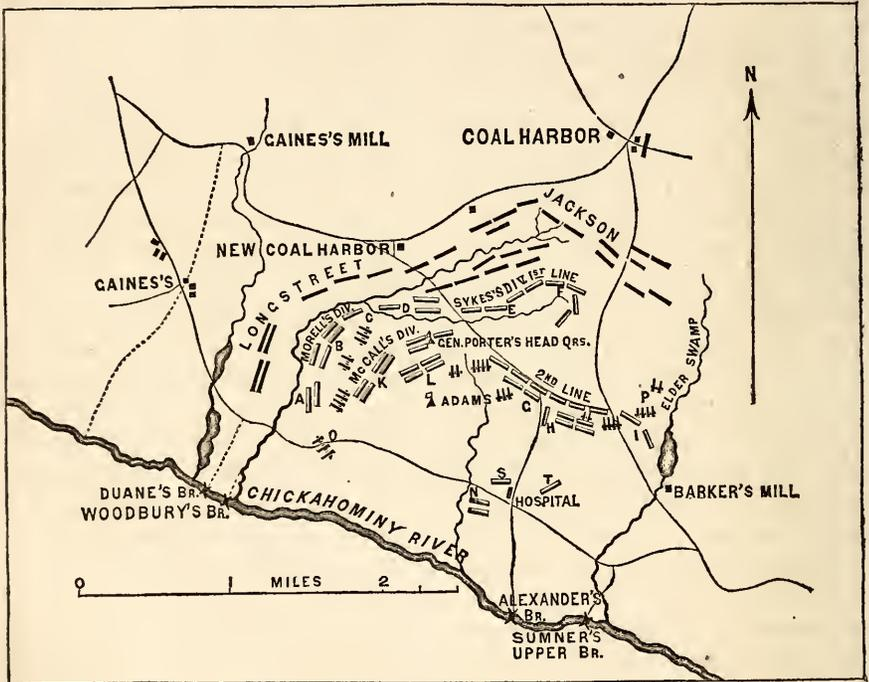 N
GAINES'S MILL
COAL HARBOR
JACKSON
NEW COAL HARBOR
GAINES'S
LONGSTREET
SYKES'S DIV. 1ST LINE
MORELL'S DIV.
C
D
E
F
B
McCALL'S DIV.
GEN. PORTER'S HEAD QRS.
K
L
2ND LINE
ELDER SWAMP
P
A
ADAMS
G
H
I
O
S
T
N
HOSPITAL
BARKER'S MILL
DUANE'S BR.
WOODBURY'S BR.
CHICKAHOMINY RIVER
0 1 MILES 2
ALEXANDER'S
BR.
SUMNER'S
UPPER BR.